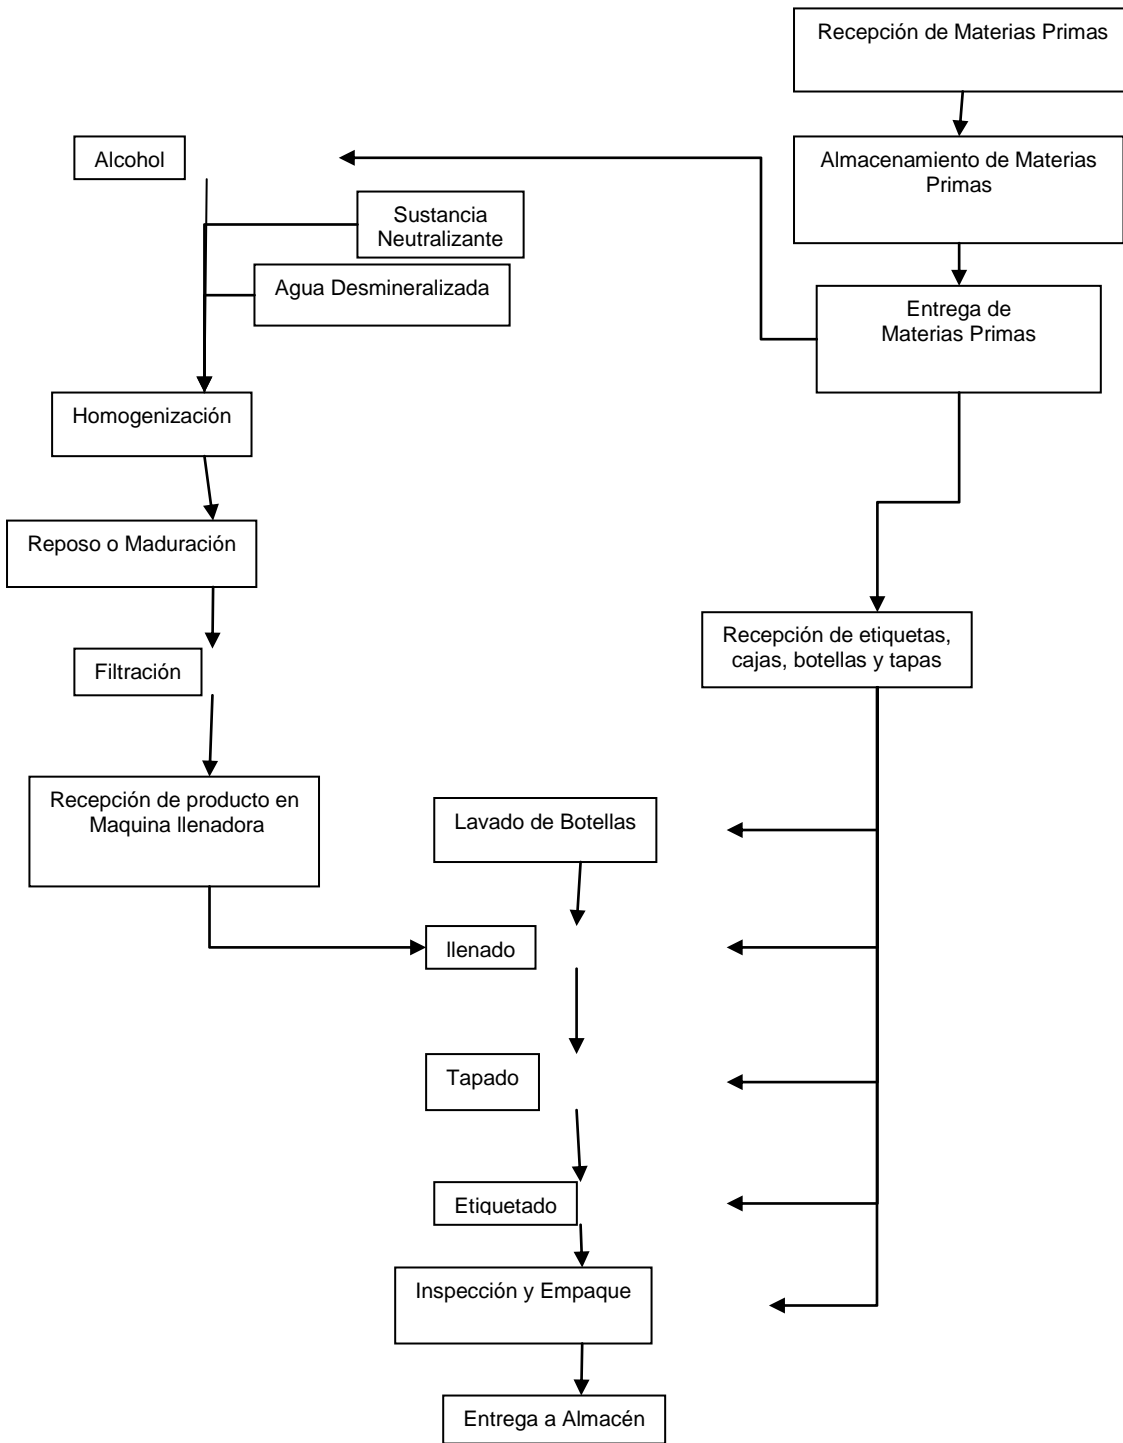 Recepción de Materias Primas
Alcohol
Almacenamiento de Materias
Primas
Sustancia
Neutralizante
Agua Desmineralizada
Entrega de
Materias Primas
Homogenización
Reposo o Maduración
Recepción de etiquetas,
cajas, botellas y tapas
Filtración
Recepción de producto en
Maquina llenadora
Lavado de Botellas
llenado
Tapado
Etiquetado
Inspección y Empaque
Entrega a Almacén